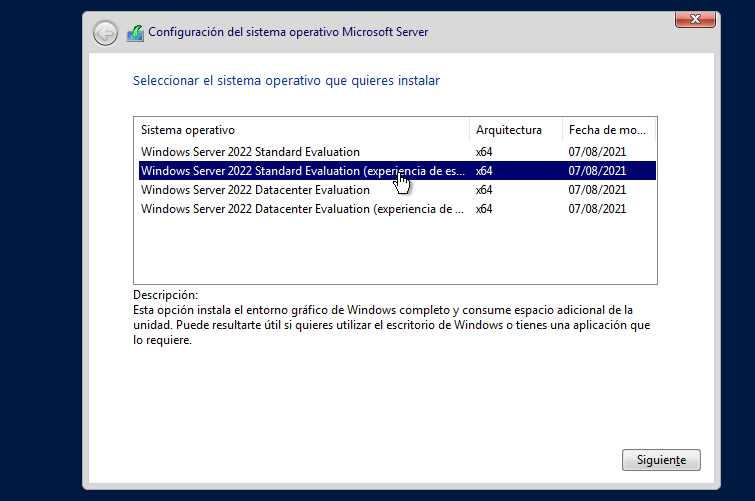 Configuración del sistema operativo Microsoft Server
Seleccionar el sistema operativo que quieres instalar
Sistema operativo Arquitectura Fecha de mo...
Windows Server 2022 Standard Evaluation x64 07/08/2021
Windows Server 2022 Standard Evaluation (experiencia de es... x64 07/08/2021
Windows Server 2022 Datacenter Evaluation x64 07/08/2021
Windows Server 2022 Datacenter Evaluation (experiencia de ... x64 07/08/2021
Descripción:
Esta opción instala el entorno gráfico de Windows completo y consume espacio adicional de la
unidad. Puede resultarte útil si quieres utilizar el escritorio de Windows o tienes una aplicación que
lo requiere.
Siguiente